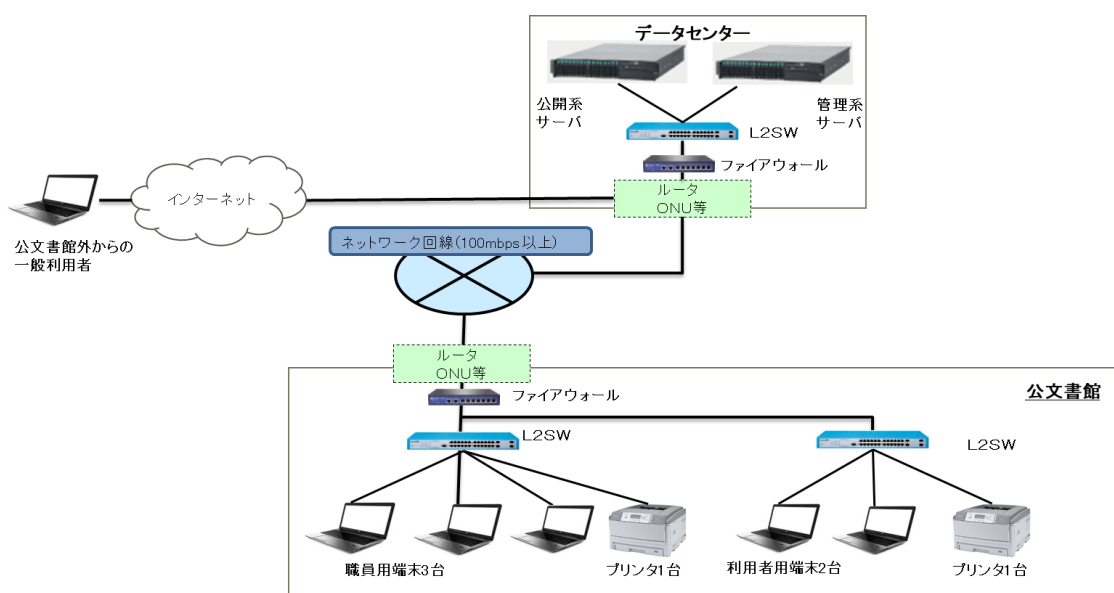 データセンター
公開系
サーバ
管理系
サーバ
L2SW
ファイアウォール
ルータ
ONU等
インターネット
公文書館外からの
一般利用者
ネットワーク回線(100mbps以上)
ルータ
ONU等
ファイアウォール
公文書館
L2SW
L2SW
職員用端末3台
プリンタ1台
利用者用端末2台
プリンタ1台